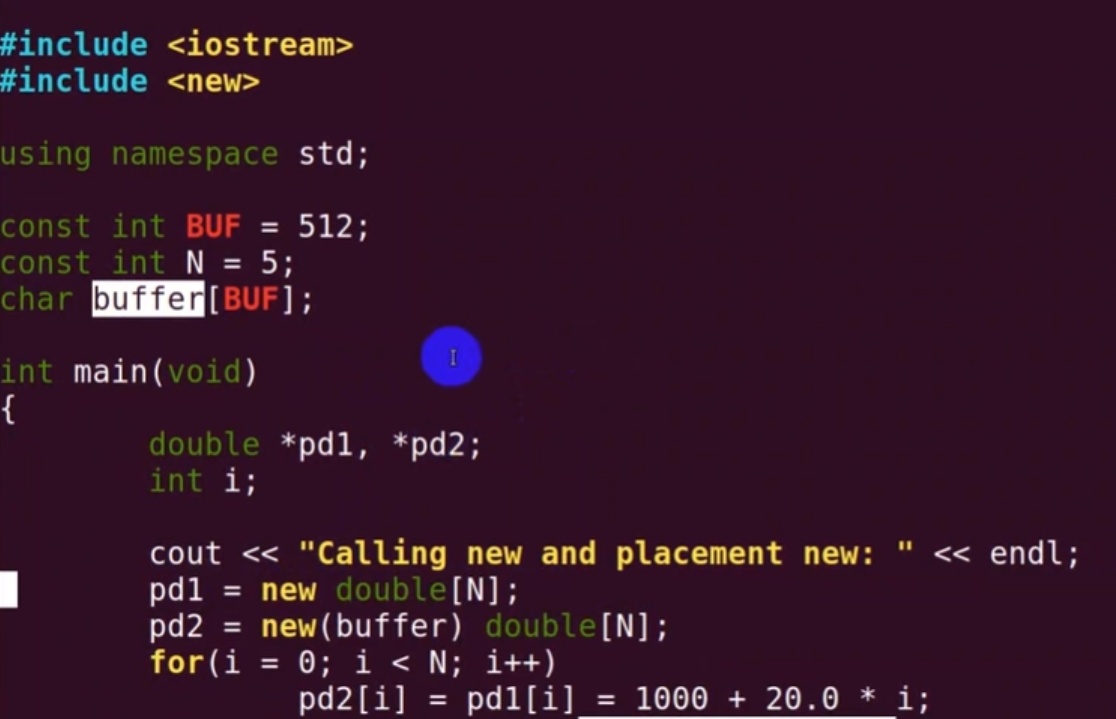 #include <iostream>
#include <new>
using namespace std;
const int BUF = 512;
const int N = 5;
char buffer[BUF];
int main(void)
{
double *pd1, *pd2;
int i;
cout << "Calling new and placement new: " << endl;
pd1 = new double[N];
pd2 = new(buffer) double[N];
for(i = 0; i < N; i++)
pd2[i] = pd1[i] = 1000 + 20.0 * i;